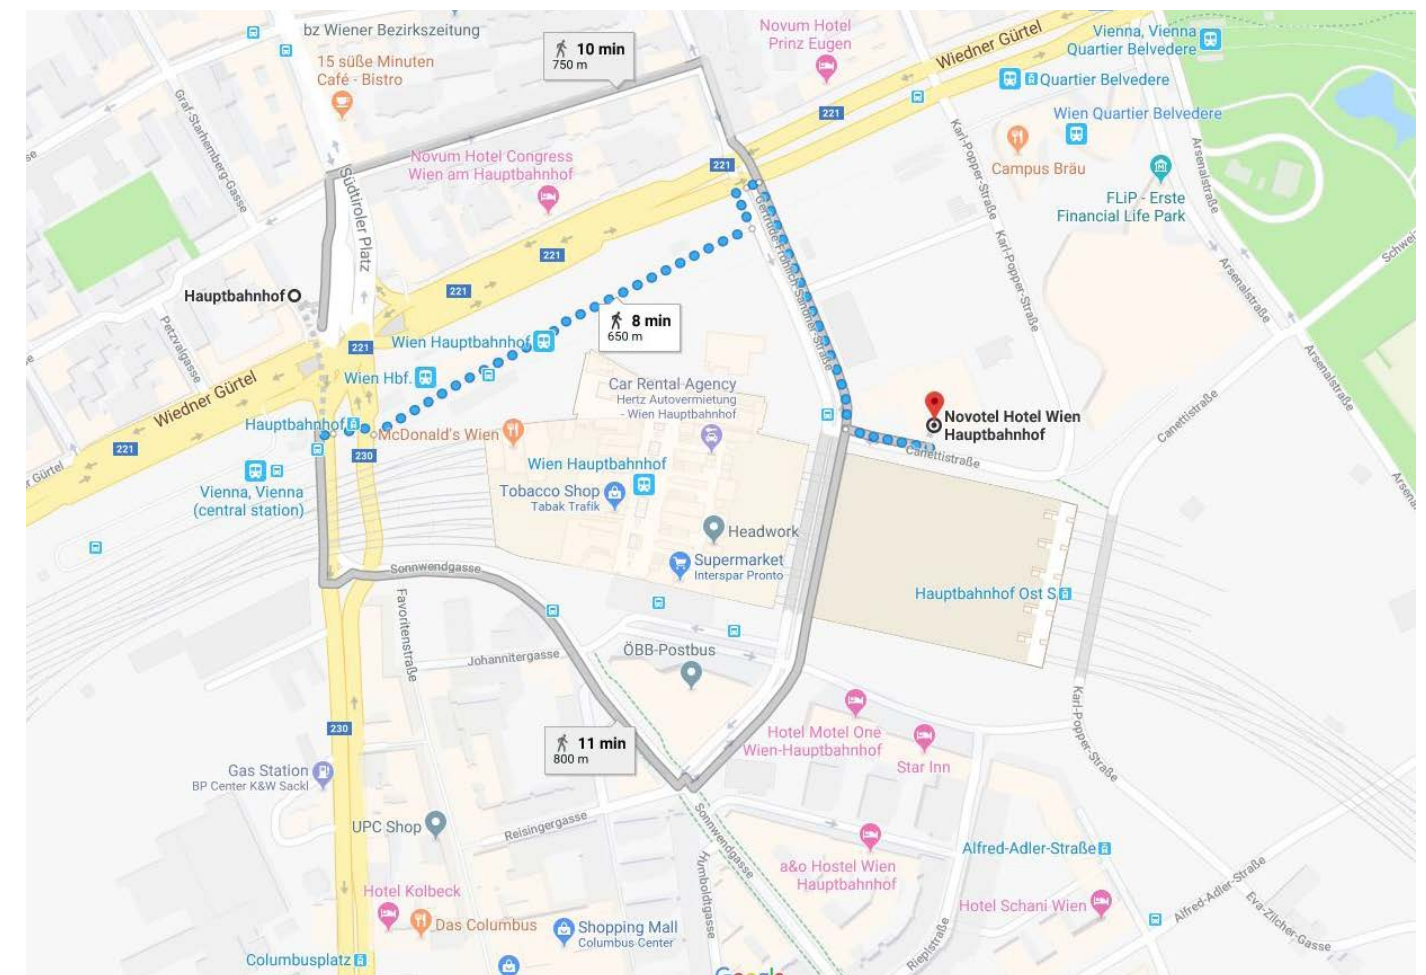 bz Wiener Bezirkszeitung
15 süße Minuten
Café - Bistro
10 min
750 m
Novum Hotel
Prinz Eugen
Wiedner Gürtel
Vienna, Vienna
Quartier Belvedere
Quartier Belvedere
Wien Quartier Belvedere
221
Campus Bräu
FLiP - Erste
Financial Life Park
Graf-Starhemberg-Gasse
Südtiroler Platz
Novum Hotel Congress
Wien am Hauptbahnhof
221
Karl-Popper-Straße
Arsenalstraße
Gertrude-Fröhlich-Sandner-Straße
Karl-Popper-Straße
Arsenalstraße
221
Hauptbahnhof
221
Petzvalgasse
8 min
650 m
Wien Hauptbahnhof
221
Wien Hbf.
Wiedner Gürtel
Car Rental Agency
Hertz Autovermietung
- Wien Hauptbahnhof
Arsenalstraße
Novotel Hotel Wien
Hauptbahnhof
Canettistraße
Canettistraße
Hauptbahnhof
McDonald's Wien
221
230
Gürtel
Wien Hauptbahnhof
Vienna, Vienna
(central station)
Tobacco Shop
Tabak Trafik
Headwork
Supermarket
Interspar Pronto
Sonnwendgasse
Hauptbahnhof Ost S
Favoritenstraße
Johannitergasse
ÖBB-Postbus
230
11 min
800 m
Hotel Motel One
Wien-Hauptbahnhof
Star Inn
Karl-Popper-Straße
Gas Station
BP Center K&W Sackl
UPC Shop
Reisingergasse
Sonnwendgasse
Humboldtgasse
a&o Hostel Wien
Hauptbahnhof
Alfred-Adler-Straße
Hotel Kolbeck
Das Columbus
Shopping Mall
Columbus Center
Hotel Schani Wien
Alfred-Adler-Straße
Eva-Zilcher-Gasse
Rieplstraße
Columbusplatz
Google